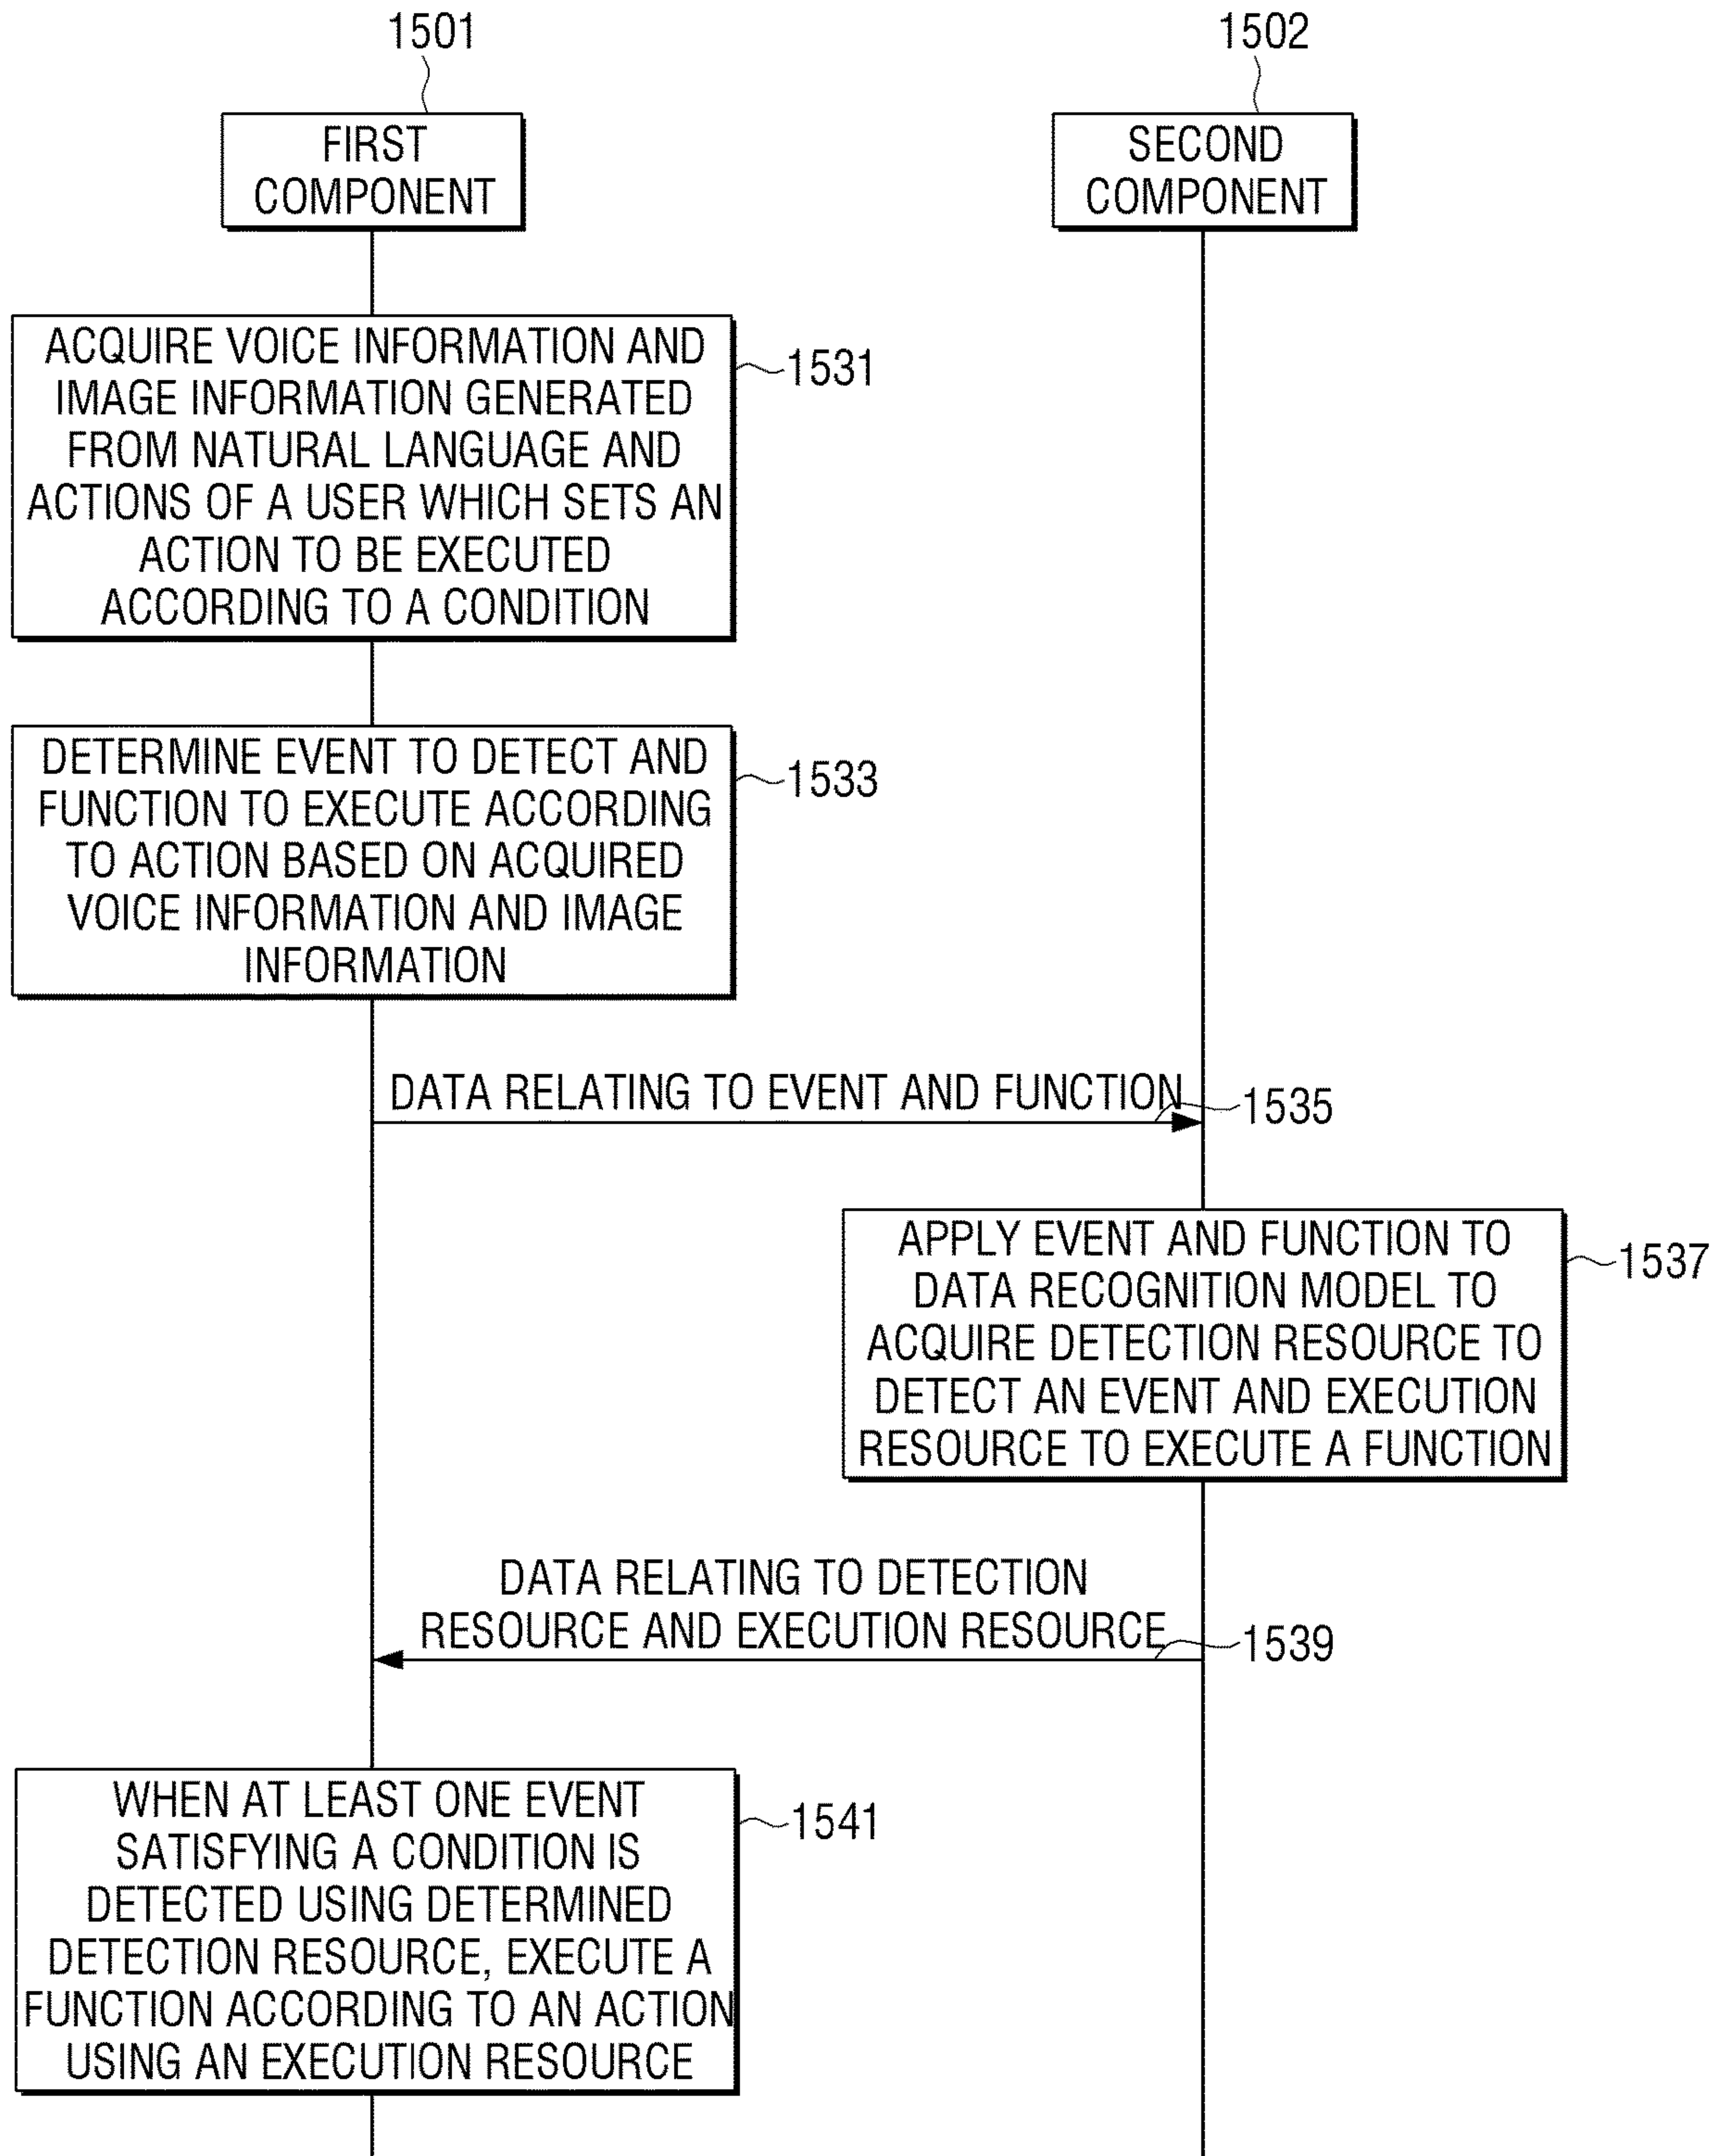 1501
1502
FIRST
COMPONENT
SECOND
COMPONENT
ACQUIRE VOICE INFORMATION AND
IMAGE INFORMATION GENERATED
FROM NATURAL LANGUAGE AND
ACTIONS OF A USER WHICH SETS AN
ACTION TO BE EXECUTED
ACCORDING TO A CONDITION
1531
DETERMINE EVENT TO DETECT AND
FUNCTION TO EXECUTE ACCORDING
TO ACTION BASED ON ACQUIRED
VOICE INFORMATION AND IMAGE
INFORMATION
1533
DATA RELATING TO EVENT AND FUNCTION
1535
APPLY EVENT AND FUNCTION TO
DATA RECOGNITION MODEL TO
ACQUIRE DETECTION RESOURCE TO
DETECT AN EVENT AND EXECUTION
RESOURCE TO EXECUTE A FUNCTION
1537
DATA RELATING TO DETECTION
RESOURCE AND EXECUTION RESOURCE
1539
WHEN AT LEAST ONE EVENT
SATISFYING A CONDITION IS
DETECTED USING DETERMINED
DETECTION RESOURCE, EXECUTE A
FUNCTION ACCORDING TO AN ACTION
USING AN EXECUTION RESOURCE
1541